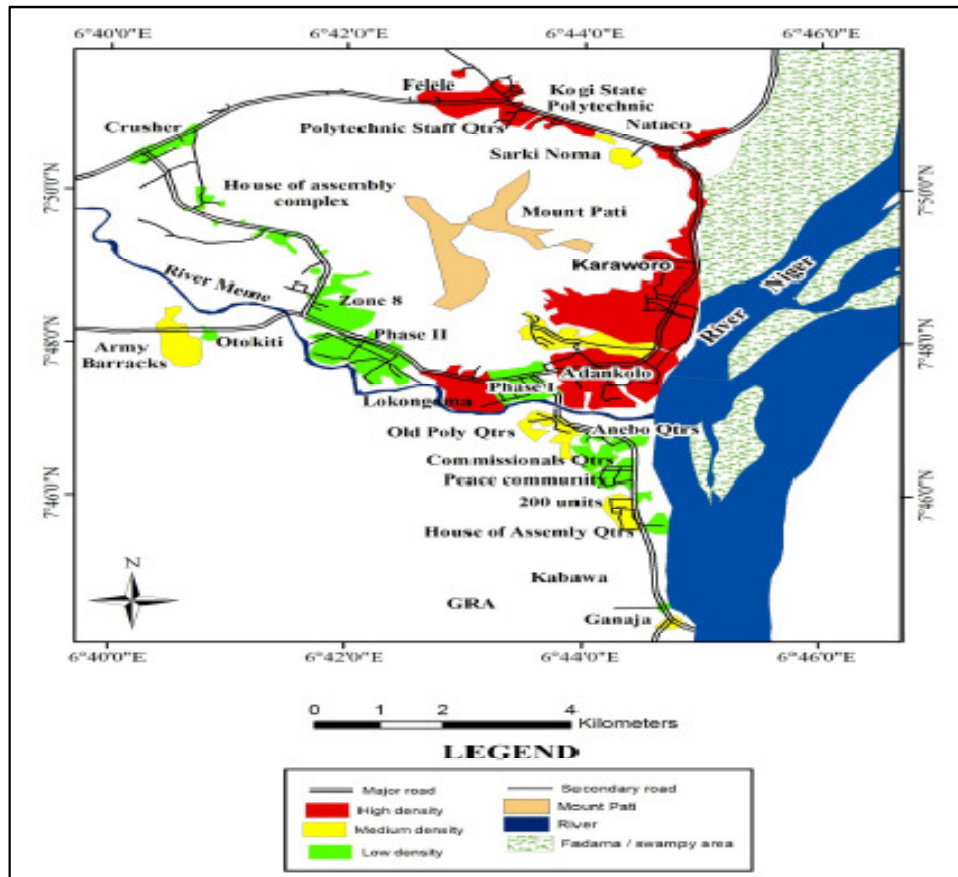 6°40'0"E 6°42'0"E 6°44'0"E 6°46'0"E
Felele
Kogi State
Polytechnic
Crusher
Polytechnic Staff Qtrs
Nataco
Sarki Noma
7°50'0"N
7°50'0"N
House of assembly
complex
Mount Pati
Karaworo
River Meme
River Niger
Zone 8
7°48'0"N
7°48'0"N
Phase II
Army
Barracks
Otokiti
Adankolo
Phase I
Lokongoma
Old Poly Qtrs
Anebo Qtrs
Commissionals Qtrs
Peace community
7°46'0"N
7°46'0"N
200 units
House of Assemly Qtrs
Kabawa
N
GRA
Ganaja
6°40'0"E 6°42'0"E 6°44'0"E 6°46'0"E
0 1 2 4
Kilometers
LEGEND
Major road
Secondary road
High density
Mount Pati
Medium density
River
Low density
Fadama / swampy area